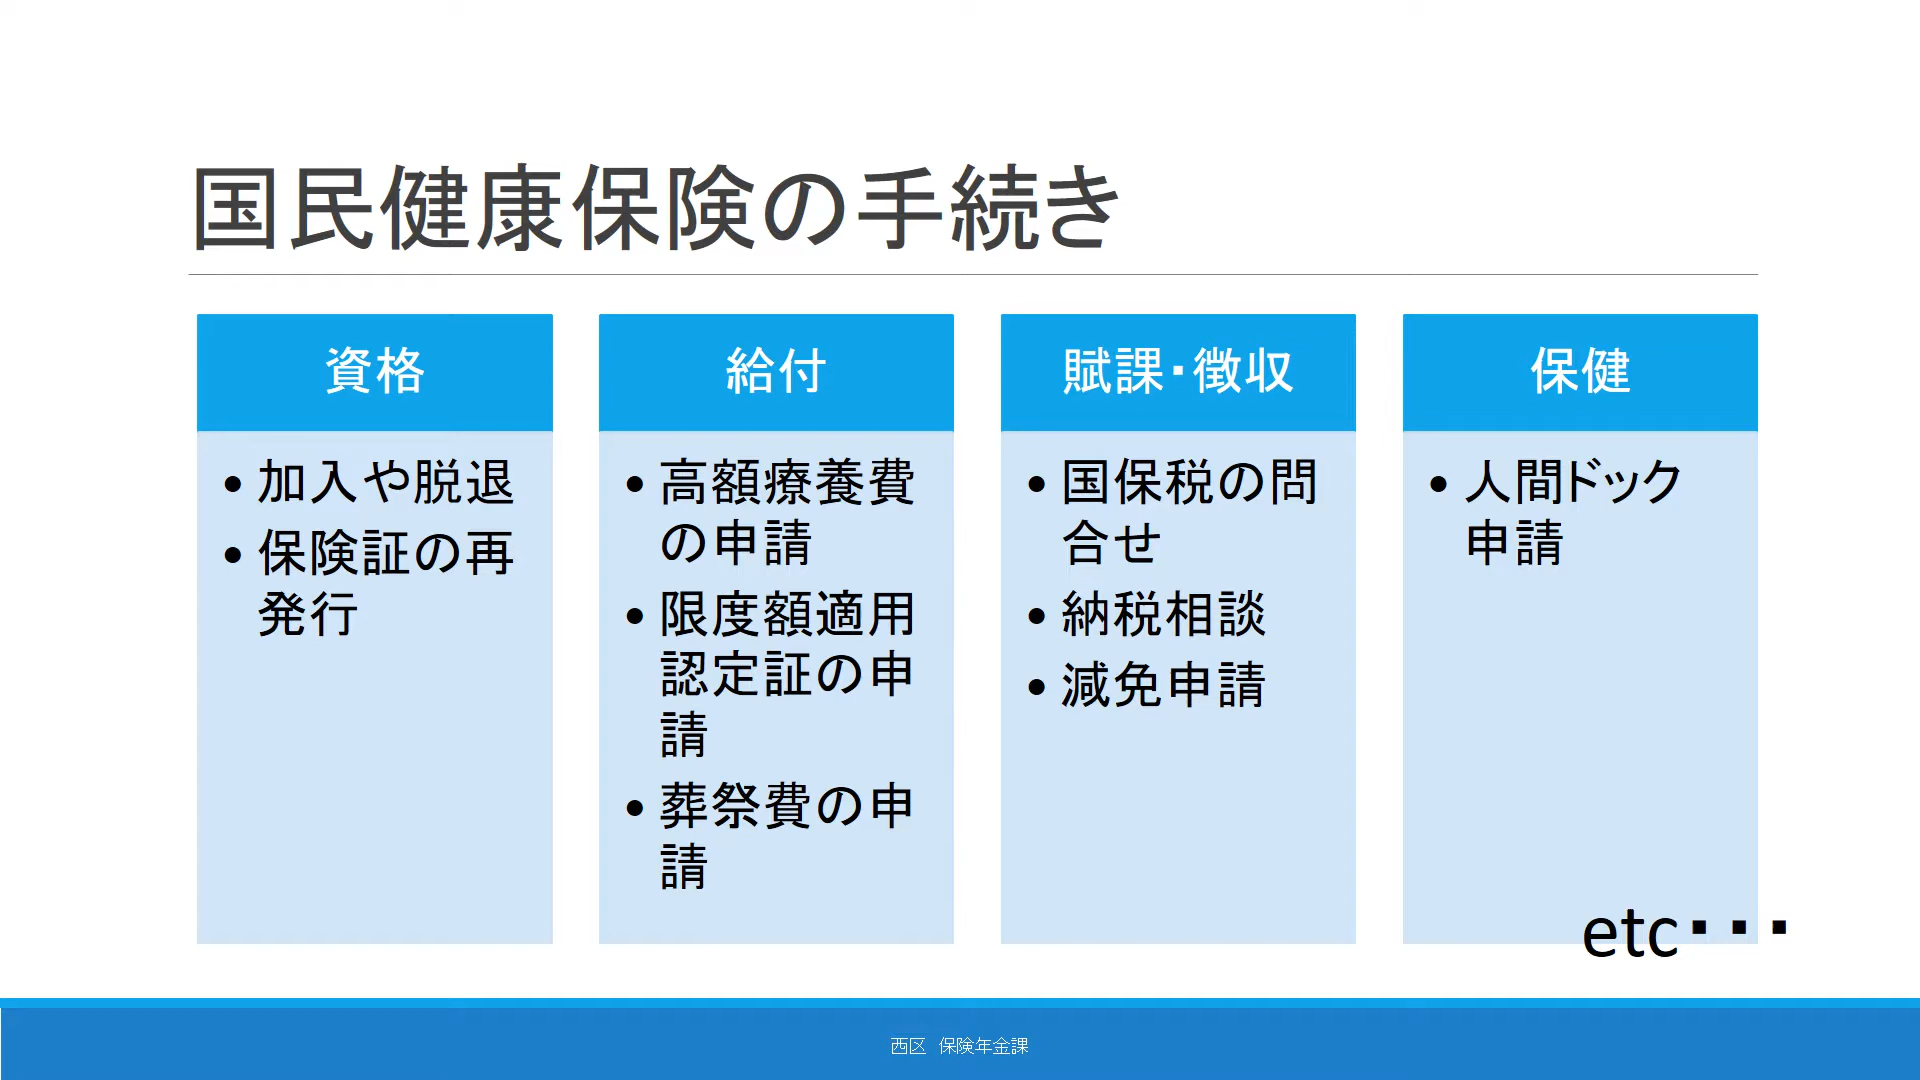 国民健康保険の手続き
資格
• 加入や脱退
• 保険証の再
発行
給付
• 高額療養費
の申請
• 限度額適用
認定証の申
請
• 葬祭費の申
請
賦課・徴収
• 国保税の問
合せ
• 納税相談
• 減免申請
保健
• 人間ドック
申請
etc・・・
西区　保険年金課